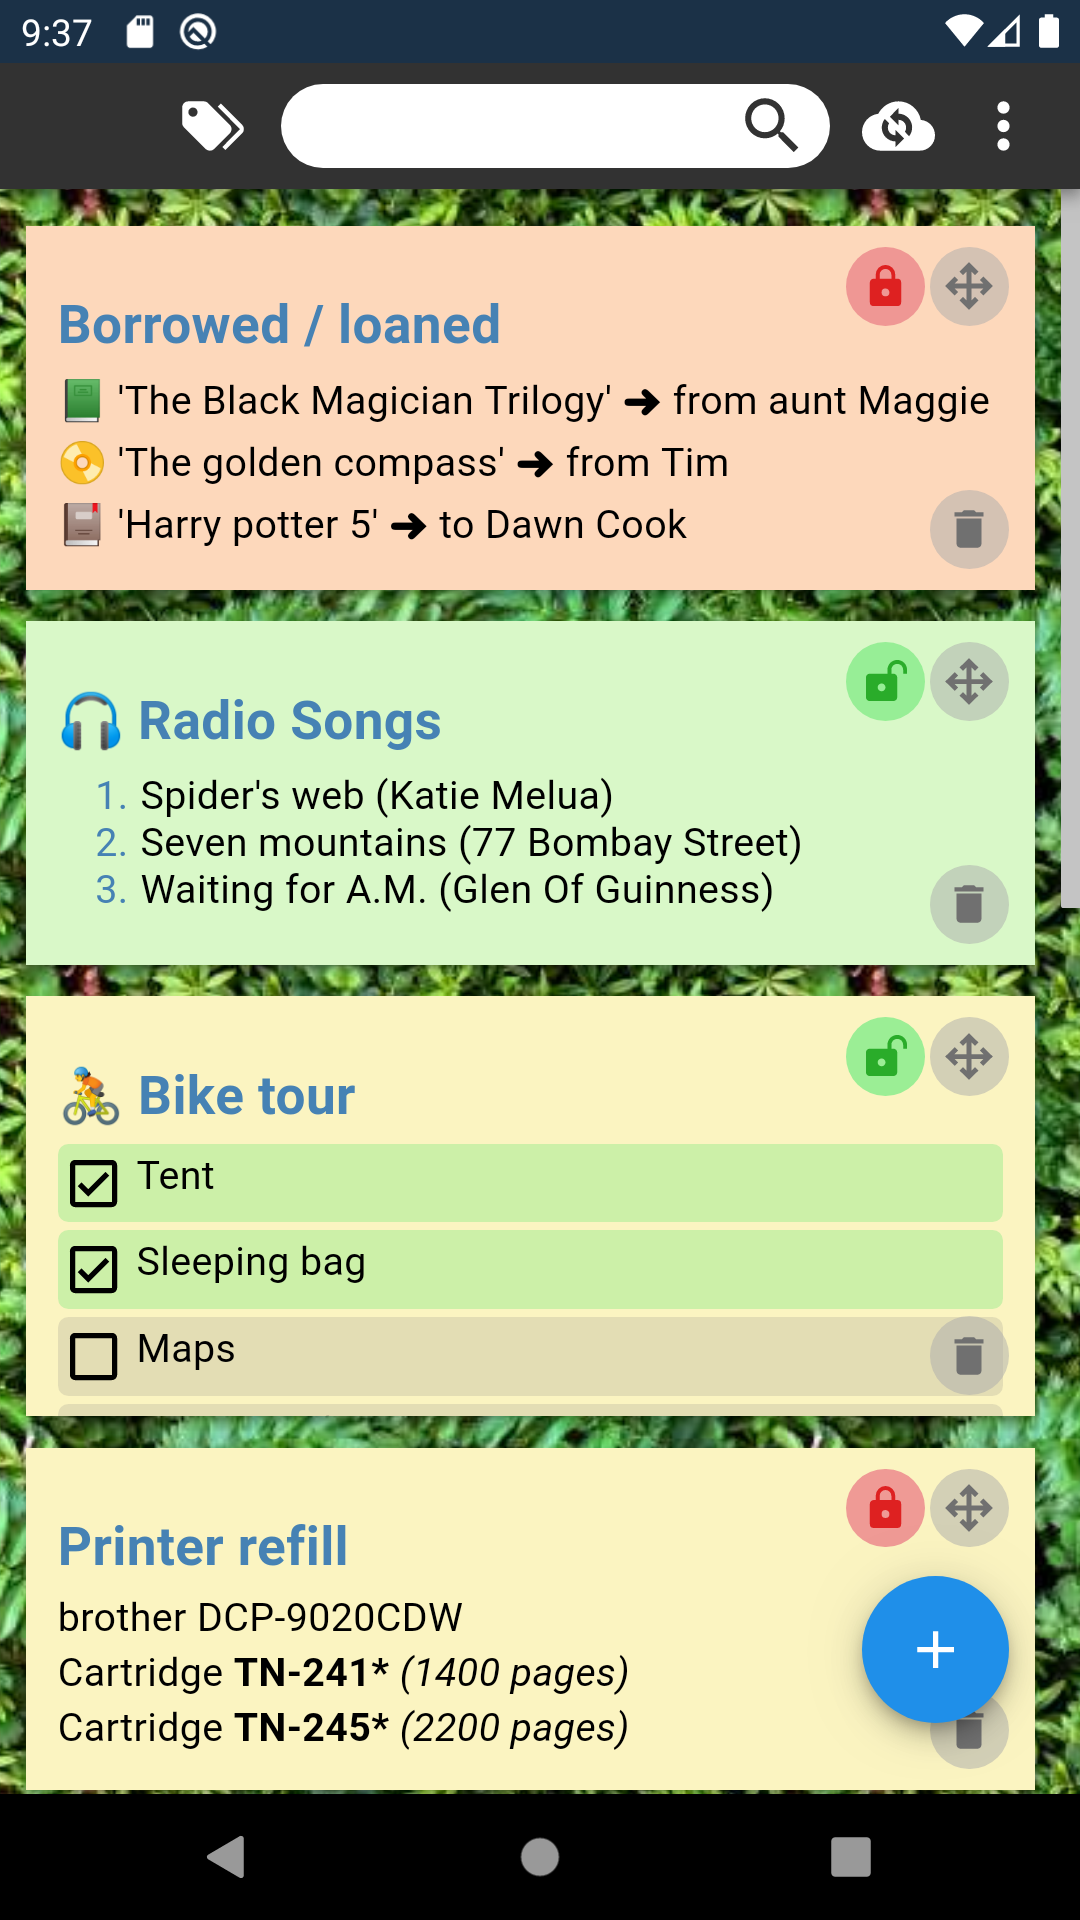 9:37
Borrowed / loaned
📗 'The Black Magician Trilogy' ➜ from aunt Maggie
📀 'The golden compass' ➜ from Tim
📕 'Harry potter 5' ➜ to Dawn Cook
🎧 Radio Songs
1. Spider's web (Katie Melua)
2. Seven mountains (77 Bombay Street)
3. Waiting for A.M. (Glen Of Guinness)
🚴 Bike tour
Tent
Sleeping bag
Maps
Printer refill
brother DCP-9020CDW
Cartridge TN-241* (1400 pages)
Cartridge TN-245* (2200 pages)